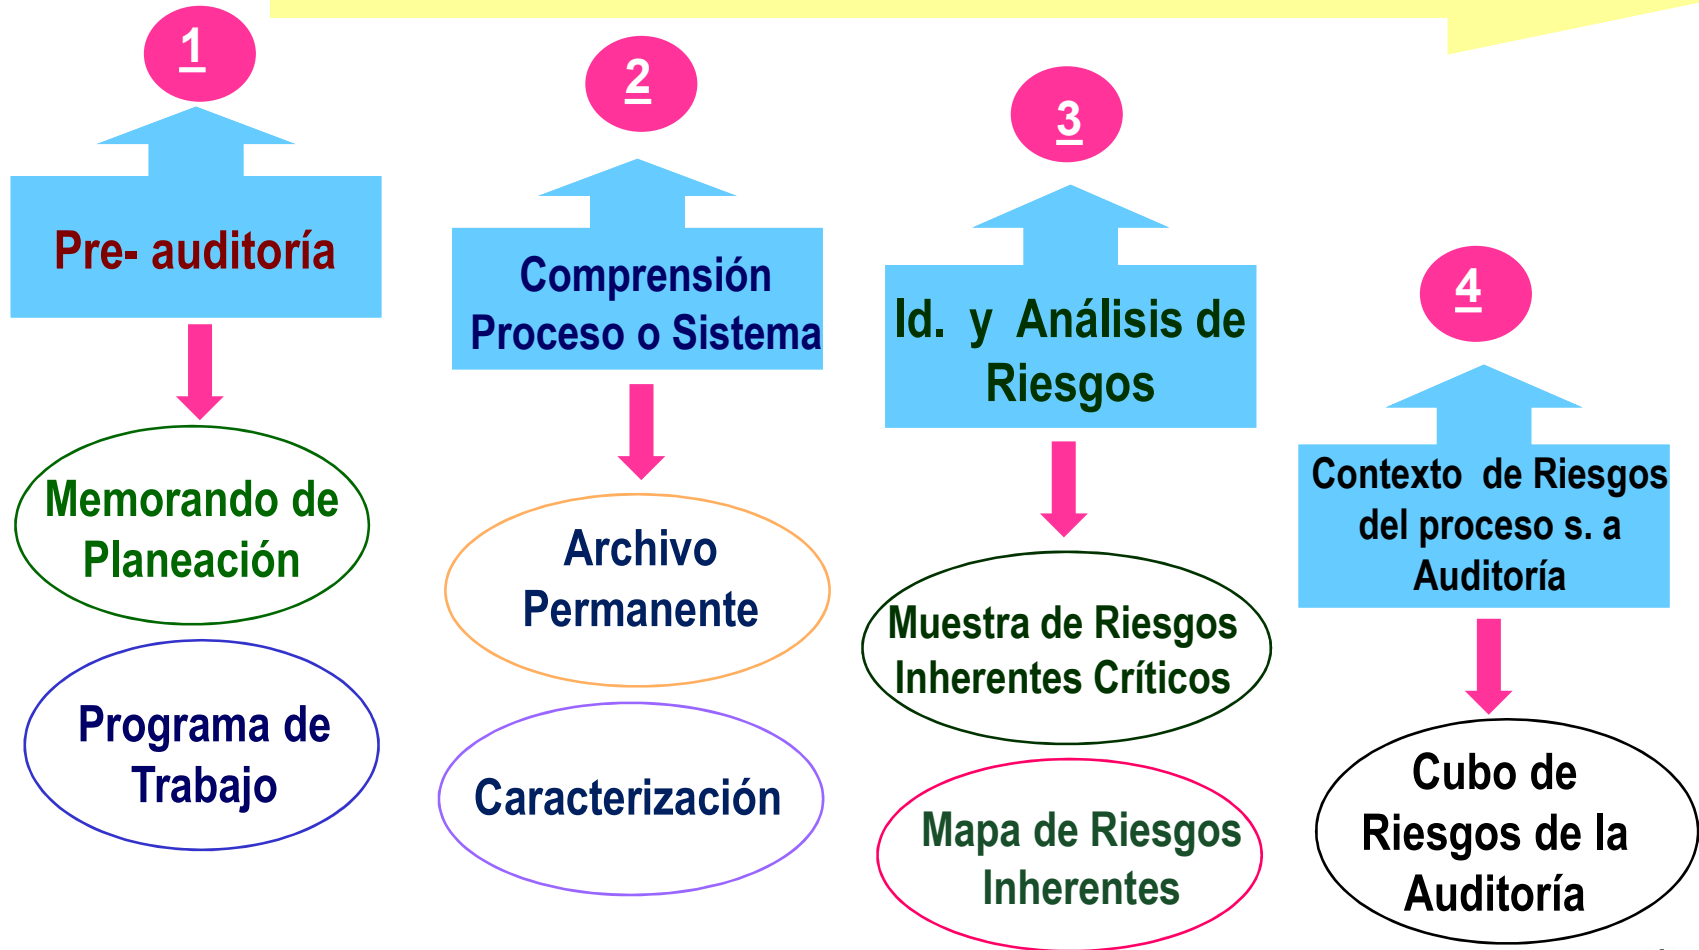 1
Pre- auditoría
Memorando de
Planeación
Programa de
Trabajo
2
Comprensión
Proceso o Sistema
Archivo
Permanente
Caracterización
3
Id. y Análisis de
Riesgos
Muestra de Riesgos
Inherentes Críticos
Mapa de Riesgos
Inherentes
4
Contexto de Riesgos
del proceso s. a
Auditoría
Cubo de
Riesgos de la
Auditoría